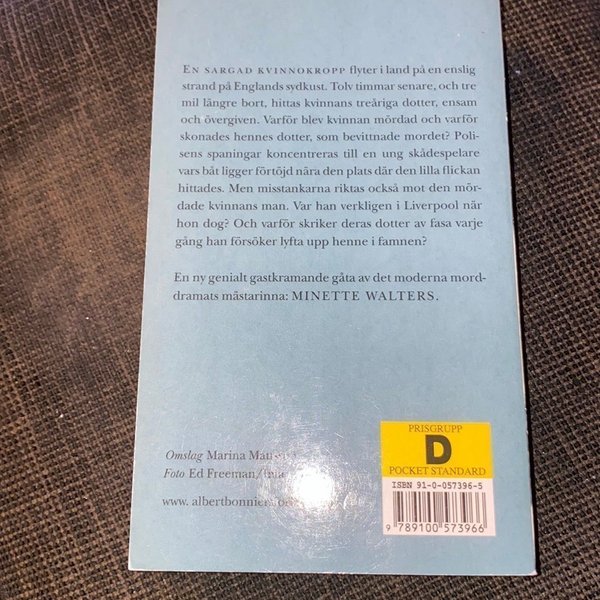 EN SARGAD KVINNOKROPP flyter i land på en enslig
strand på Englands sydkust. Tolv timmar senare, och tre
mil längre bort, hittas kvinnans treåriga dotter, ensam
och övergiven. Varför blev kvinnan mördad och varför
skonades hennes dotter, som bevittnade mordet? Poli-
sens spaningar koncentreras till en ung skådespelare
vars båt ligger förtöjd nära den plats där den lilla flickan
hittades. Men misstankarna riktas också mot den mör-
dade kvinnans man. Var han verkligen i Liverpool när
hon dog? Och varför skriker deras dotter av fasa varje
gång han försöker lyfta upp henne i famnen?
En ny genialt gastkramande gåta av det moderna mord-
dramats mästarinna: MINETTE WALTERS.
Omslag Marina
Foto Ed Freeman/
www.
PRISGRUPP
D
POCKET STANDARD
ISBN 91-0-057396-5
9 789100 573966